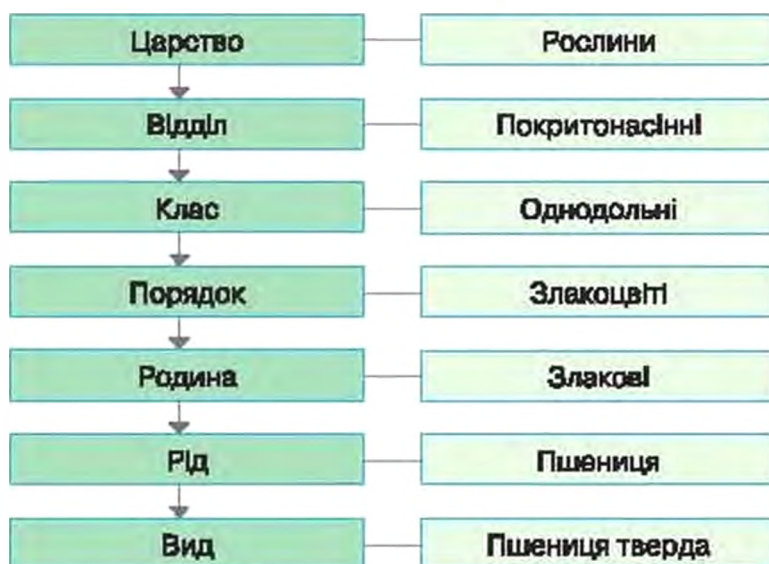 Царство Рослини
Відділ Покритонасінні
Клас Однодольні
Порядок Злакоцвіті
Родина Злакові
Рід Пшениця
Вид Пшениця тверда